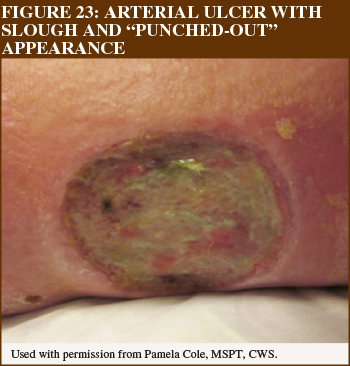 FIGURE 23: ARTERIAL ULCER WITH
SLOUGH AND “PUNCHED-OUT”
APPEARANCE
Used with permission from Pamela Cole, MSPT, CWS.